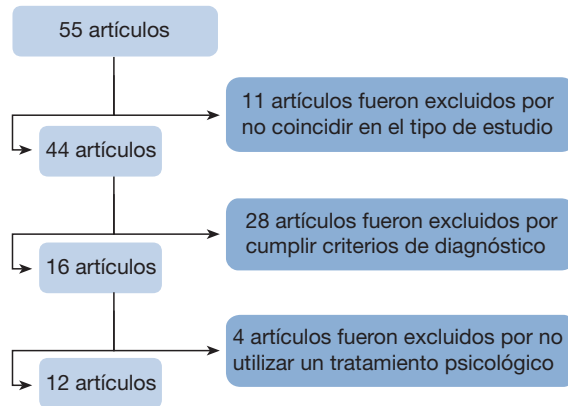 55 artículos
11 artículos fueron excluidos por
no coincidir en el tipo de estudio
44 artículos
28 artículos fueron excluidos por
cumplir criterios de diagnóstico
16 artículos
4 artículos fueron excluidos por no
utilizar un tratamiento psicológico
12 artículos